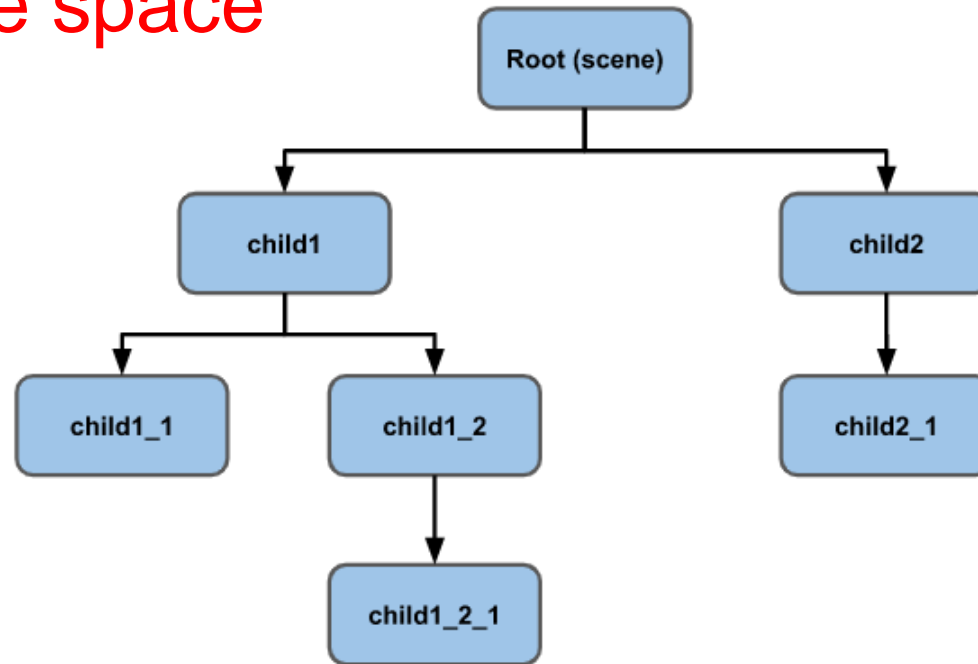 e space
Root (scene)
child1
child2
child1_1
child1_2
child2_1
child1_2_1